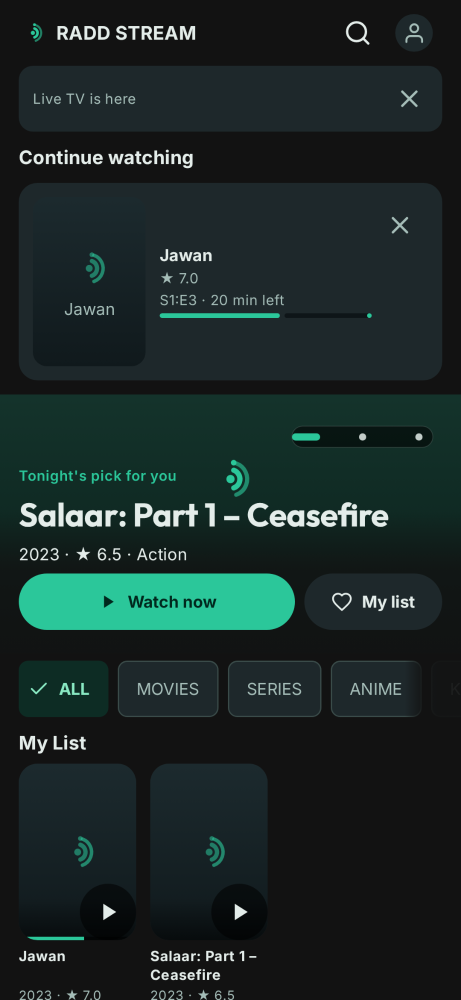 RADD STREAM
Live TV is here
Continue watching
Jawan
Jawan
★ 7.0
S1:E3 · 20 min left
Tonight's pick for you
Salaar: Part 1 – Ceasefire
2023 · ★ 6.5 · Action
Watch now
My list
ALL
MOVIES
SERIES
ANIME
My List
Jawan
2023 · ★ 7.0
Salaar: Part 1 –
Ceasefire
2023 · ★ 6.5